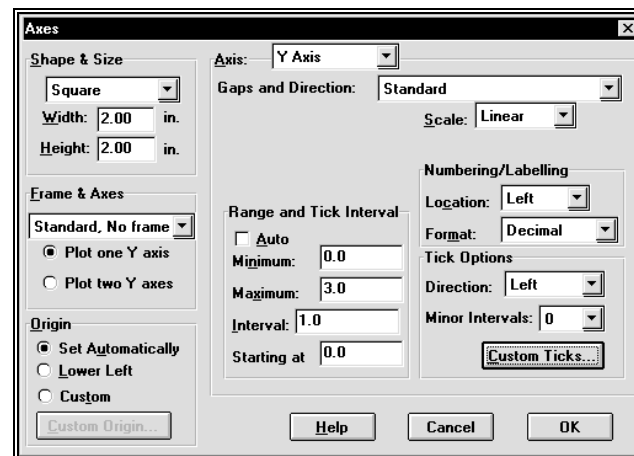 Axes
Shape & Size
Square
Width: 2.00 in.
Height: 2.00 in.
Frame & Axes
Standard, No frame
Plot one Y axis
Plot two Y axes
Origin
Set Automatically
Lower Left
Custom
Custom Origin...
Axis: Y Axis
Gaps and Direction: Standard
Scale: Linear
Range and Tick Interval
Auto
Minimum: 0.0
Maximum: 3.0
Interval: 1.0
Starting at 0.0
Numbering/Labelling
Location: Left
Format: Decimal
Tick Options
Direction: Left
Minor Intervals: 0
Custom Ticks...
Help
Cancel
OK